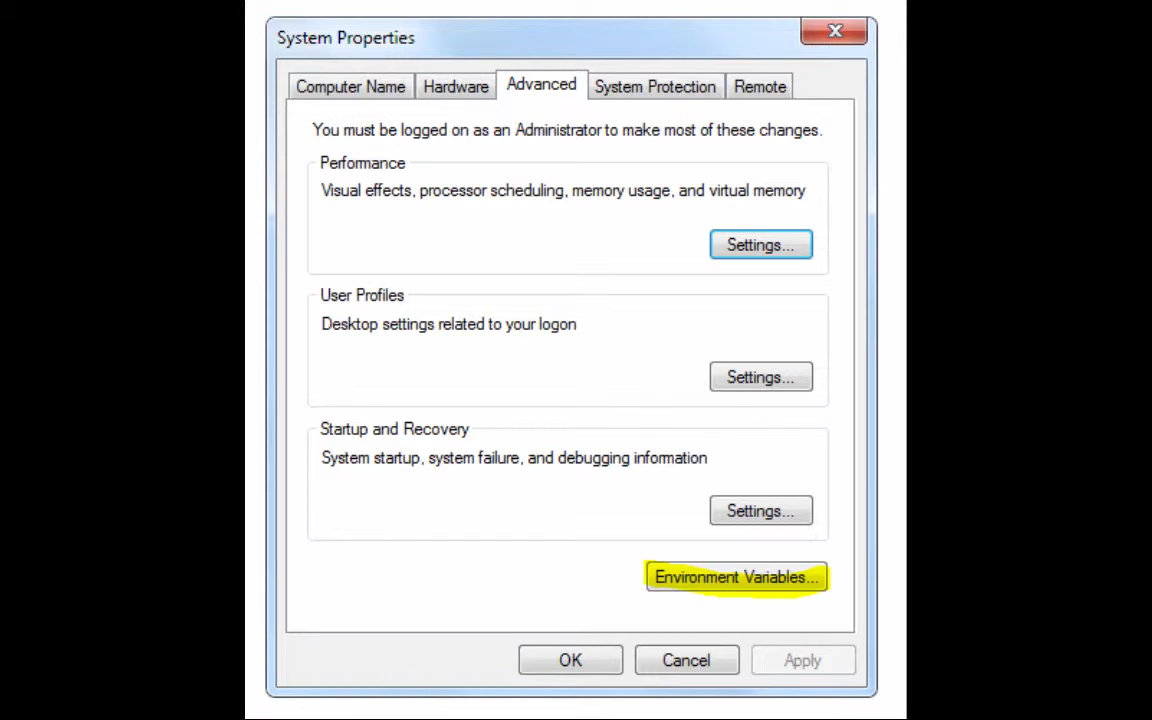 System Properties
Computer Name Hardware Advanced System Protection Remote
You must be logged on as an Administrator to make most of these changes.
Performance
Visual effects, processor scheduling, memory usage, and virtual memory
Settings...
User Profiles
Desktop settings related to your logon
Settings...
Startup and Recovery
System startup, system failure, and debugging information
Settings...
Environment Variables...
OK Cancel Apply